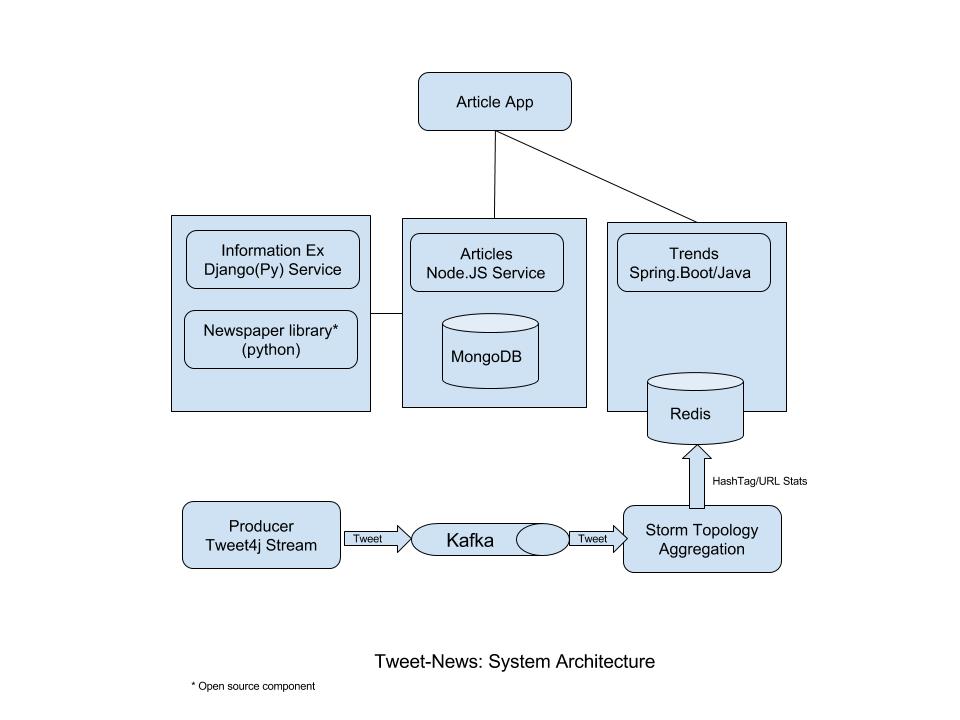 Article App
Information Ex
Django(Py) Service
Newspaper library*
(python)
Articles
Node.JS Service
MongoDB
Trends
Spring.Boot/Java
Redis
HashTag/URL Stats
Producer
Tweet4j Stream
Tweet
Kafka
Tweet
Storm Topology
Aggregation
Tweet-News: System Architecture
* Open source component